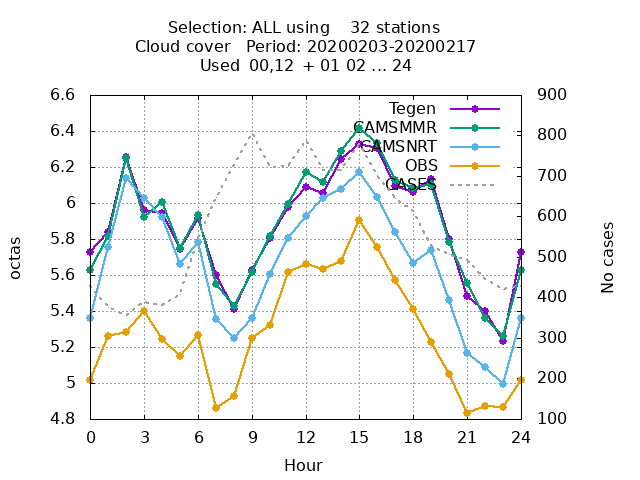 Selection: ALL using    32 stations
Cloud cover   Period: 20200203-20200217
Used  00,12  + 01 02 ... 24
6.6
6.4
6.2
6
5.8
5.6
5.4
5.2
5
4.8
octas
Tegen
CAMSMMR
CAMSNRT
OBS
CASES
900
800
700
600
500
400
300
200
100
No cases
0 3 6 9 12 15 18 21 24
Hour